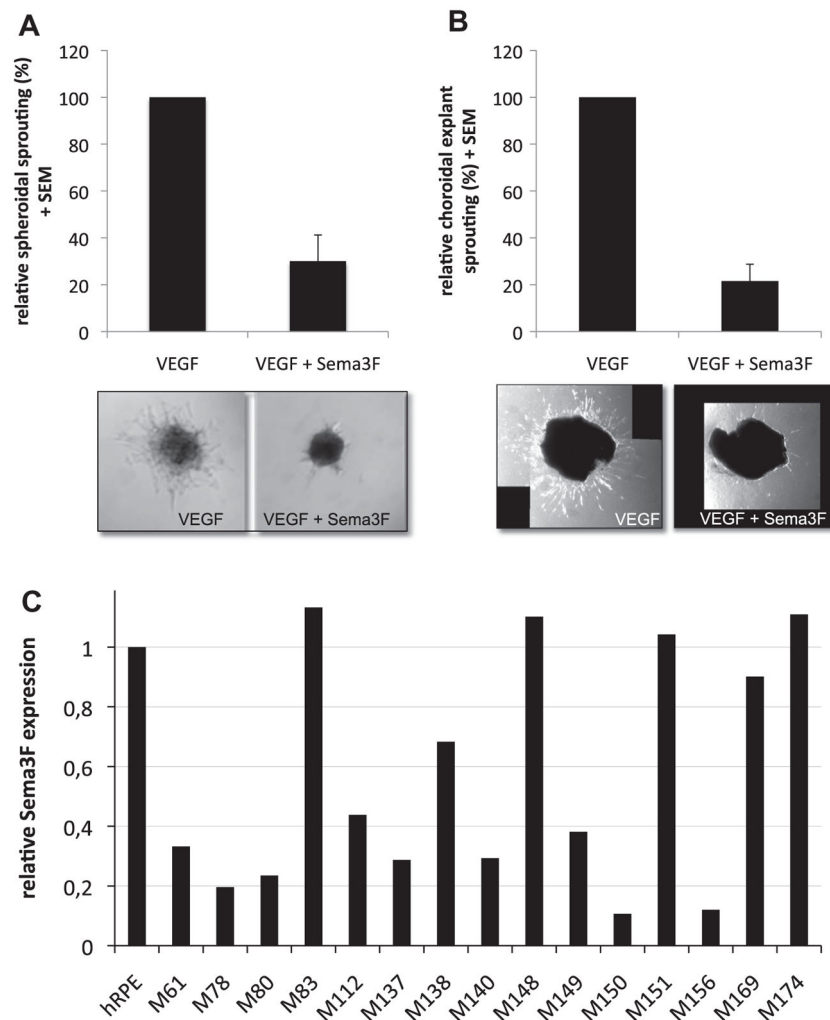 A
relative spheroidal sprouting (%)
+ SEM
120
100
80
60
40
20
0
VEGF
VEGF + Sema3F
VEGF
VEGF + Sema3F
B
relative choroidal explant
sprouting (%) + SEM
120
100
80
60
40
20
0
VEGF
VEGF + Sema3F
VEGF
VEGF + Sema3F
C
relative Sema3F expression
1
0,8
0,6
0,4
0,2
0
hRPE
M61
M78
M80
M83
M112
M137
M138
M140
M148
M149
M150
M151
M156
M169
M174